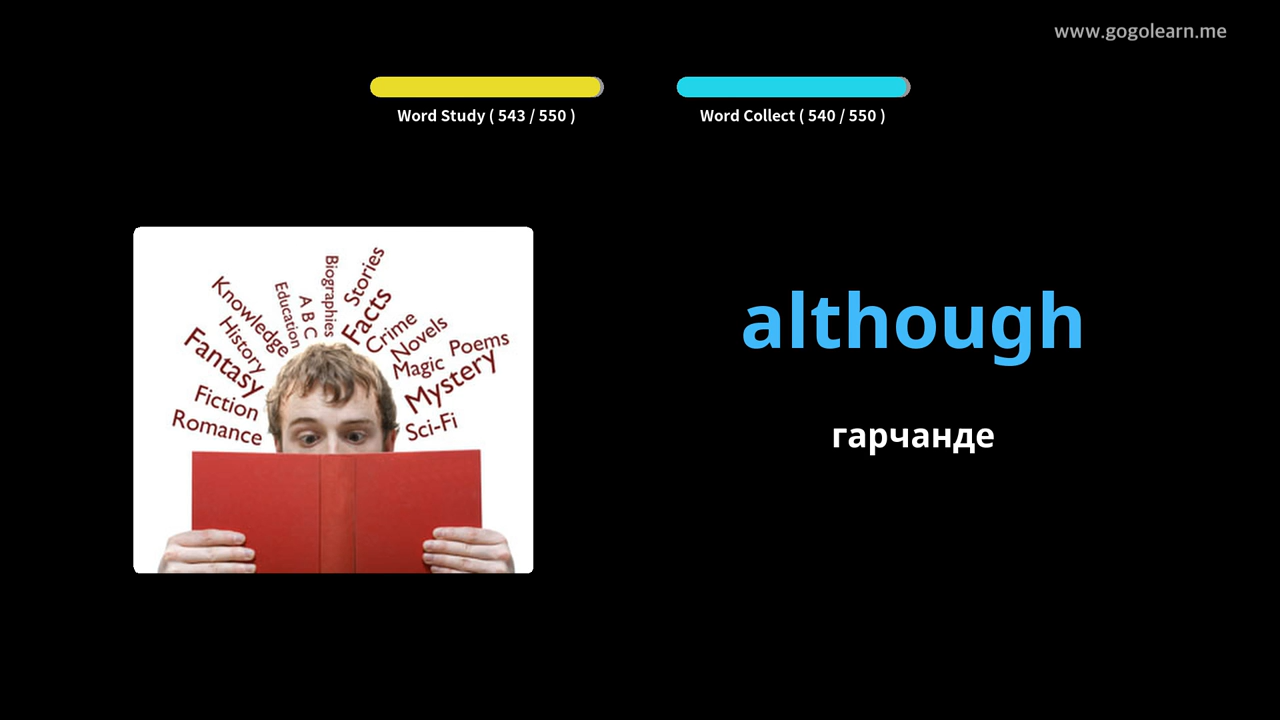 www.gogolearn.me
Word Study ( 543 / 550 )
Word Collect ( 540 / 550 )
Knowledge
History
Fantasy
Fiction
Romance
Education
A B C
Biographies
Stories
Facts
Crime
Novels
Magic
Poems
Mystery
Sci-Fi
although
гарчанде